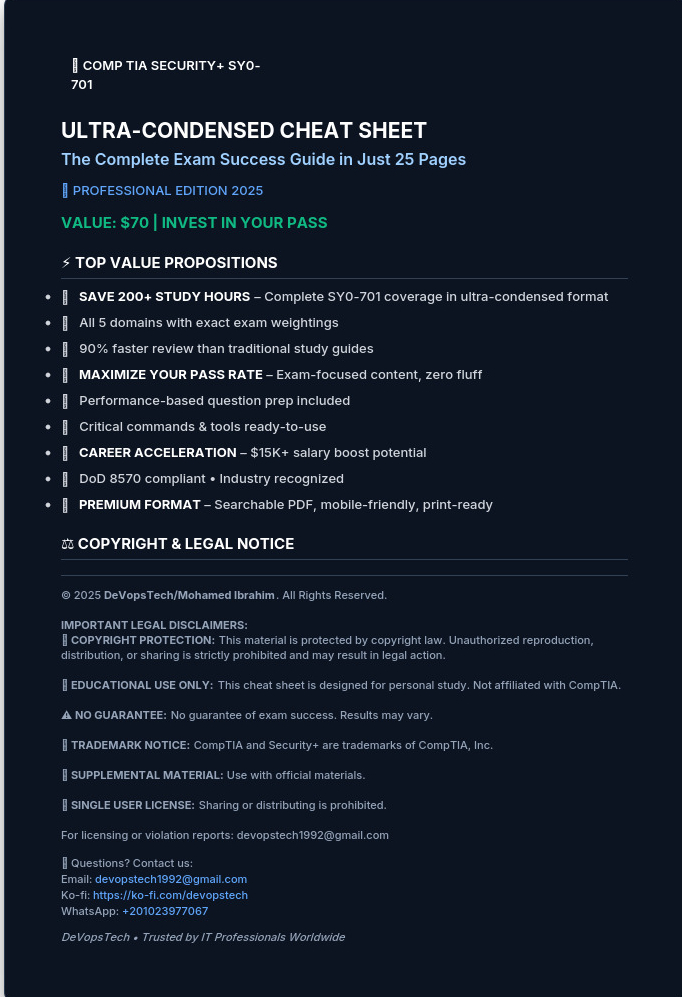 COMP TIA SECURITY+ SY0-
701
ULTRA-CONDENSED CHEAT SHEET
The Complete Exam Success Guide in Just 25 Pages
PROFESSIONAL EDITION 2025
VALUE: $70 | INVEST IN YOUR PASS
⚡ TOP VALUE PROPOSITIONS
• SAVE 200+ STUDY HOURS – Complete SY0-701 coverage in ultra-condensed format
• All 5 domains with exact exam weightings
• 90% faster review than traditional study guides
• MAXIMIZE YOUR PASS RATE – Exam-focused content, zero fluff
• Performance-based question prep included
• Critical commands & tools ready-to-use
• CAREER ACCELERATION – $15K+ salary boost potential
• DoD 8570 compliant • Industry recognized
• PREMIUM FORMAT – Searchable PDF, mobile-friendly, print-ready
⚖ COPYRIGHT & LEGAL NOTICE
© 2025 DeVopsTech/Mohamed Ibrahim. All Rights Reserved.
IMPORTANT LEGAL DISCLAIMERS:
COPYRIGHT PROTECTION: This material is protected by copyright law. Unauthorized reproduction,
distribution, or sharing is strictly prohibited and may result in legal action.
EDUCATIONAL USE ONLY: This cheat sheet is designed for personal study. Not affiliated with CompTIA.
⚠ NO GUARANTEE: No guarantee of exam success. Results may vary.
TRADEMARK NOTICE: CompTIA and Security+ are trademarks of CompTIA, Inc.
SUPPLEMENTAL MATERIAL: Use with official materials.
SINGLE USER LICENSE: Sharing or distributing is prohibited.
For licensing or violation reports: devopstech1992@gmail.com
Questions? Contact us:
Email: devopstech1992@gmail.com
Ko-fi: https://ko-fi.com/devopstech
WhatsApp: +201023977067
DeVopsTech • Trusted by IT Professionals Worldwide